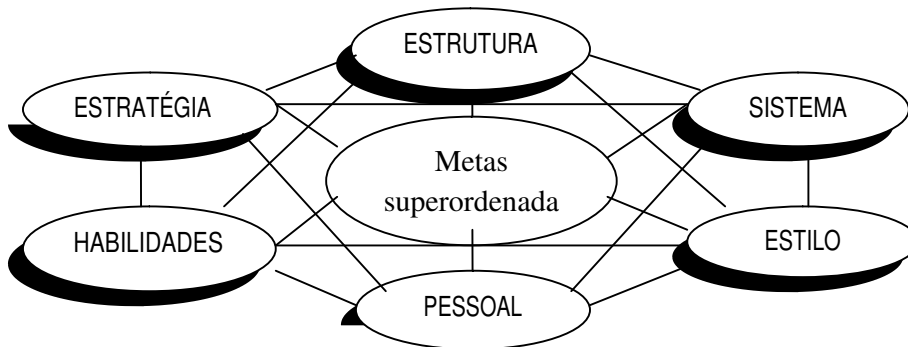 ESTRUTURA
ESTRATÉGIA
SISTEMA
Metas
superordenada
HABILIDADES
ESTILO
PESSOAL